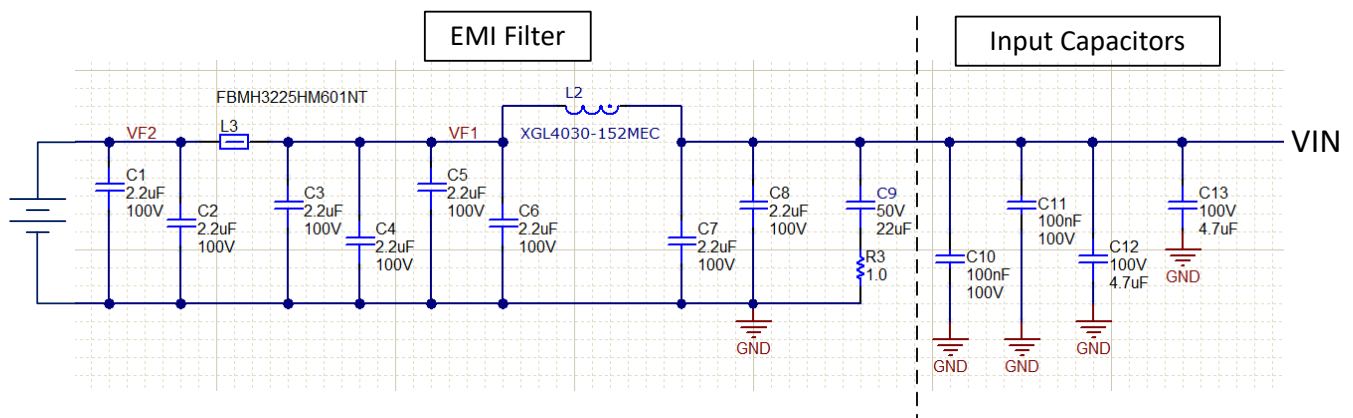 EMI Filter
Input Capacitors
FBMH3225HM601NT
L2
L3
VF2
VF1
XGL4030-152MEC
VIN
C1
2.2uF
100V
C2
2.2uF
100V
C3
2.2uF
100V
C4
2.2uF
100V
C5
2.2uF
100V
C6
2.2uF
100V
C7
2.2uF
100V
C8
2.2uF
100V
C9
50V
22uF
R3
1.0
GND
C10
100nF
100V
GND
C11
100nF
100V
GND
C12
100V
4.7uF
GND
C13
100V
4.7uF
GND